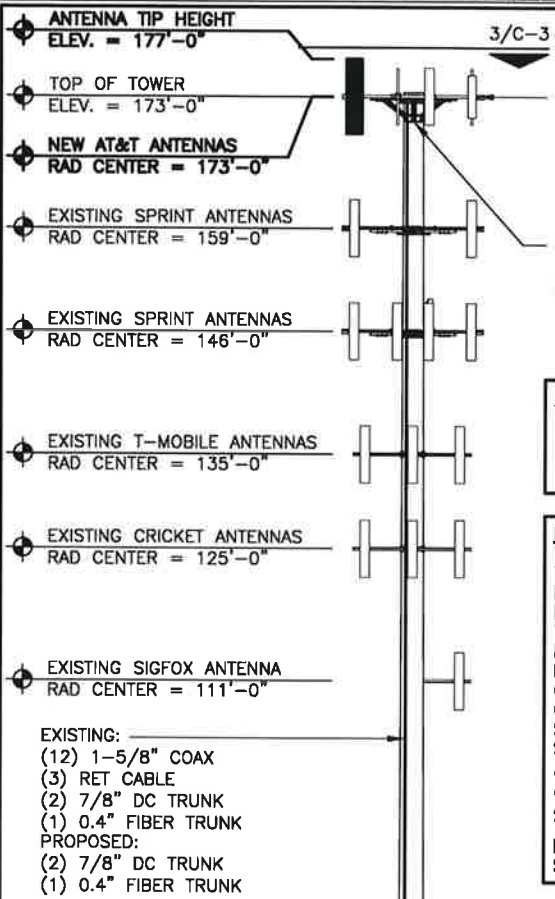 ANTENNA TIP HEIGHT
ELEV. = 177'-0"
3/C-3
TOP OF TOWER
ELEV. = 173'-0"
NEW AT&T ANTENNAS
RAD CENTER = 173'-0"
EXISTING SPRINT ANTENNAS
RAD CENTER = 159'-0"
EXISTING SPRINT ANTENNAS
RAD CENTER = 146'-0"
EXISTING T-MOBILE ANTENNAS
RAD CENTER = 135'-0"
EXISTING CRICKET ANTENNAS
RAD CENTER = 125'-0"
EXISTING SIGFOX ANTENNA
RAD CENTER = 111'-0"
EXISTING:
(12) 1-5/8" COAX
(3) RET CABLE
(2) 7/8" DC TRUNK
(1) 0.4" FIBER TRUNK
PROPOSED:
(2) 7/8" DC TRUNK
(1) 0.4" FIBER TRUNK